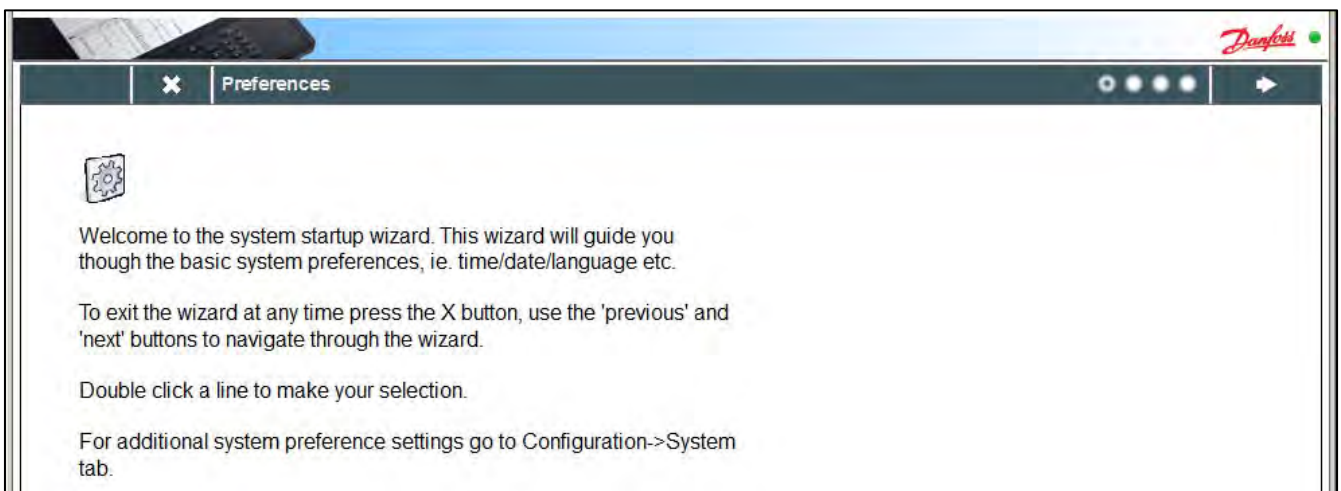 Danfoss
Preferences
Welcome to the system startup wizard. This wizard will guide you
though the basic system preferences, ie. time/date/language etc.
To exit the wizard at any time press the X button, use the 'previous' and
'next' buttons to navigate through the wizard.
Double click a line to make your selection.
For additional system preference settings go to Configuration->System
tab.